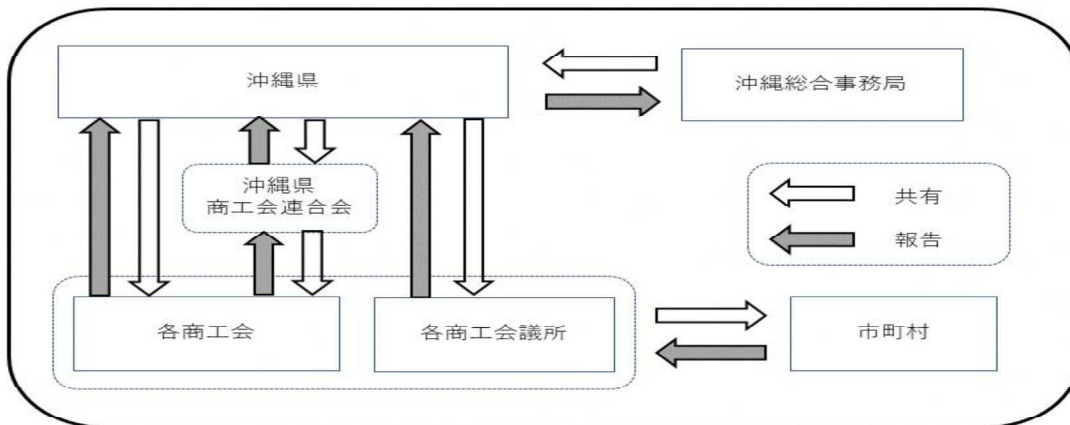 沖縄県
沖縄総合事務局
沖縄県
商工会連合会
共有
報告
各商工会
各商工会議所
市町村